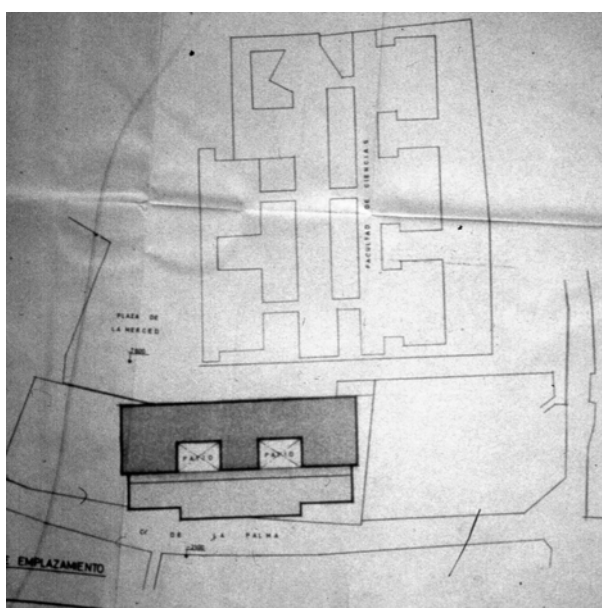 FACULTAD DE CIENCIAS
PLAZA DE
LA MERCED
PATIO
PATIO
C/ DE LA PALMA
E EMPLAZAMIENTO